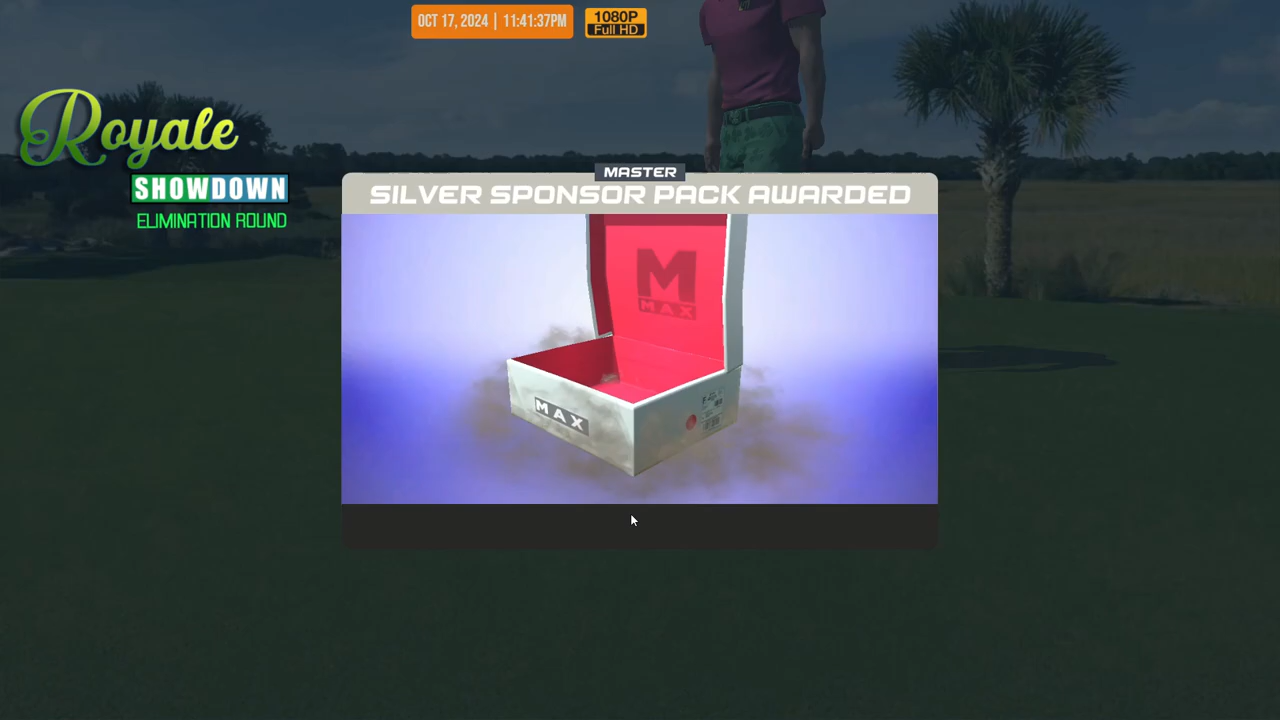 OCT 17, 2024 | 11:41:37PM
1080P
Full HD
Royale
SHOWDOWN
ELIMINATION ROUND
MASTER
SILVER SPONSOR PACK AWARDED
M
MAX
MAX